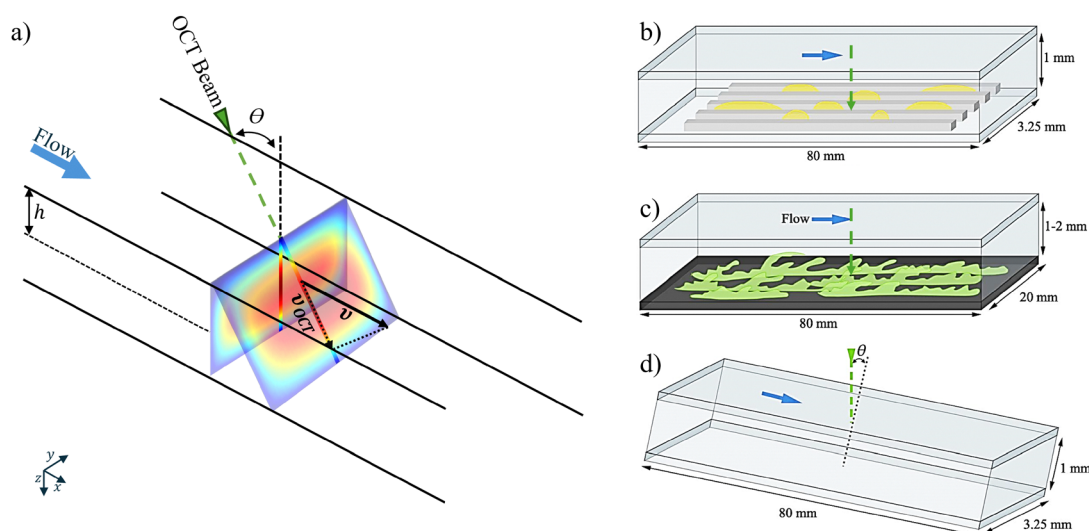 a)
OCT Beam
θ
Flow
h
υ OCT
υ
y
z
x
b)
1 mm
3.25 mm
80 mm
c)
Flow
1-2 mm
20 mm
80 mm
d)
θ
1 mm
80 mm
3.25 mm